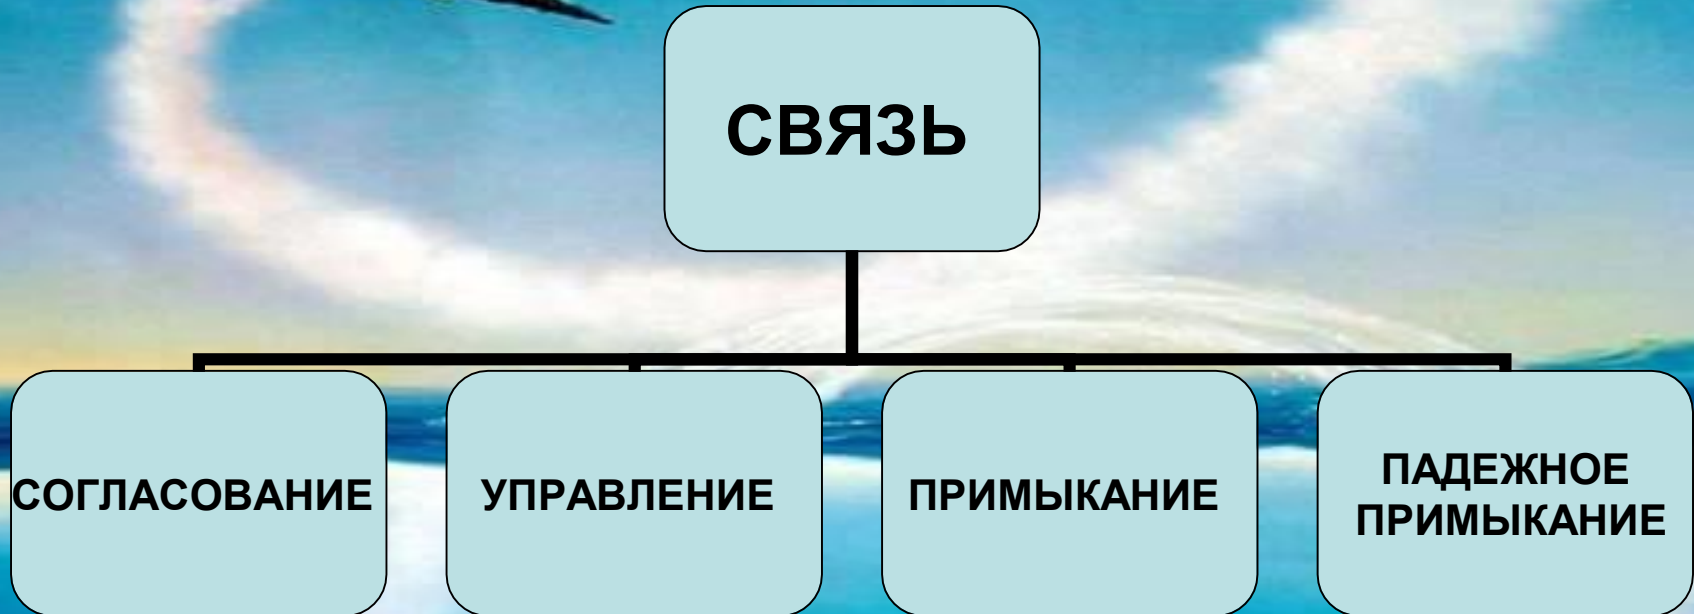 СВЯЗЬ
СОГЛАСОВАНИЕ
УПРАВЛЕНИЕ
ПРИМЫКАНИЕ
ПАДЕЖНОЕ
ПРИМЫКАНИЕ